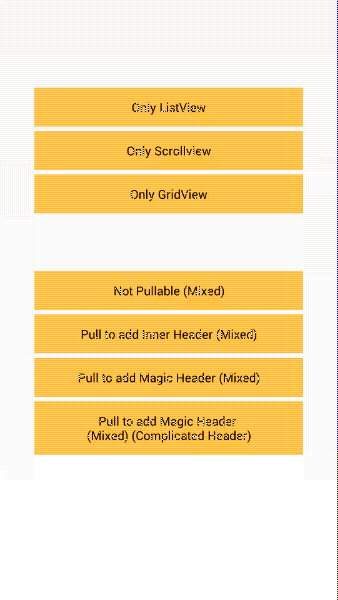 Only ListView
Only Scrollview
Only GridView
Not Pullable (Mixed)
Pull to add Inner Header (Mixed)
Pull to add Magic Header (Mixed)
Pull to add Magic Header
(Mixed) (Complicated Header)